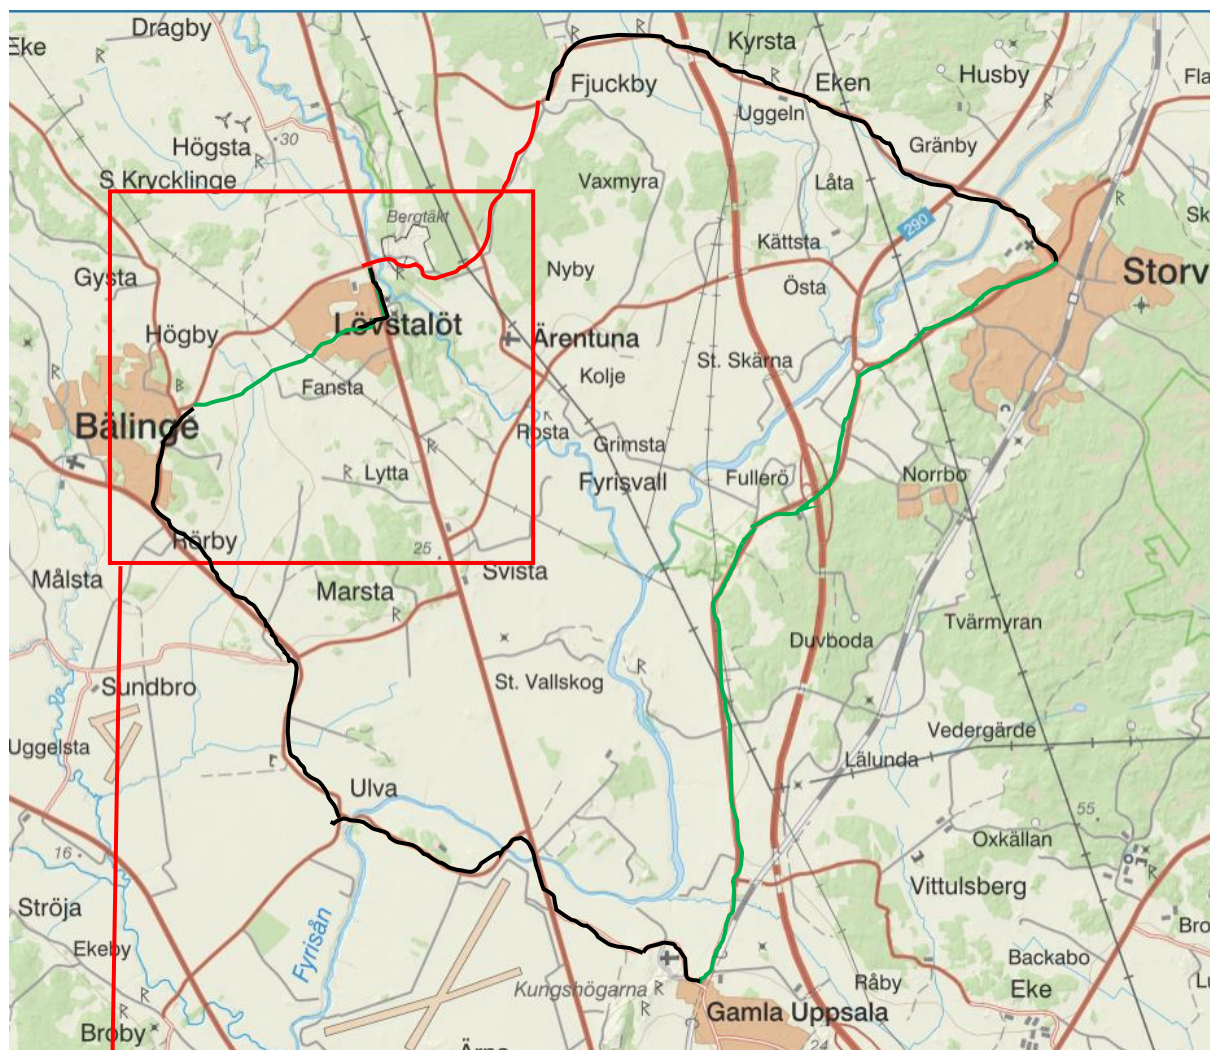 Dragby
Kyrsta
Eke
Fjuckby
Eken
Husby
Fla
Uggeln
30
Högsta
Gränby
S Krycklinge
Vaxmyra
Låta
Bergtäkt
Sk
290
Kättsta
Gysta
Nyby
Storv
Östa
Lövstalöt
Högby
Ärentuna
St. Skärna
Kolje
Fansta
Bälinge
Rosta
Grimsta
Lytta
Fyrisvall
Fullerö
Norrbo
Hörby
25
Svista
Målsta
Marsta
Tvärmyran
Duvboda
Sundbro
St. Vallskog
Vedergärde
Uggelsta
Lälunda
Ulva
55
Oxkällan
16
Vittulsberg
Ströja
Bro
Ekeby
Fyrisån
Backabo
Kungshögarna
Råby
Eke
Gamla Uppsala
Broby
24